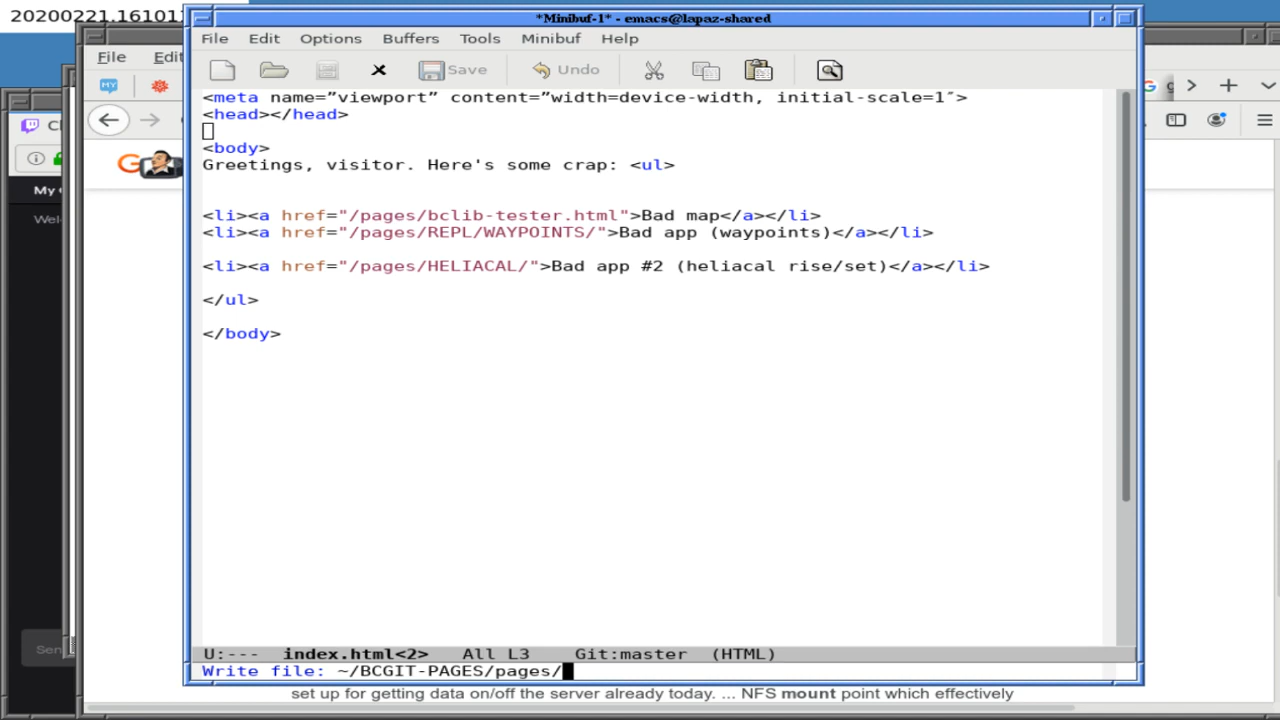 20200221.16101
*Minibuf-1* - emacs@lapaz-shared
File Edit Options Buffers Tools Minibuf Help
File Edit
Save Undo
<meta name=”viewport” content=”width=device-width, initial-scale=1″>
<head></head>
<body>
Greetings, visitor. Here's some crap: <ul>
<li><a href="/pages/bclib-tester.html">Bad map</a></li>
<li><a href="/pages/REPL/WAYPOINTS/">Bad app (waypoints)</a></li>
<li><a href="/pages/HELIACAL/">Bad app #2 (heliacal rise/set)</a></li>
</ul>
</body>
My
Wel
Sen
U:--- index.html<2> All L3 Git:master (HTML)
Write file: ~/BCGIT-PAGES/pages/
set up for getting data on/off the server already today. ... NFS mount point which effectively